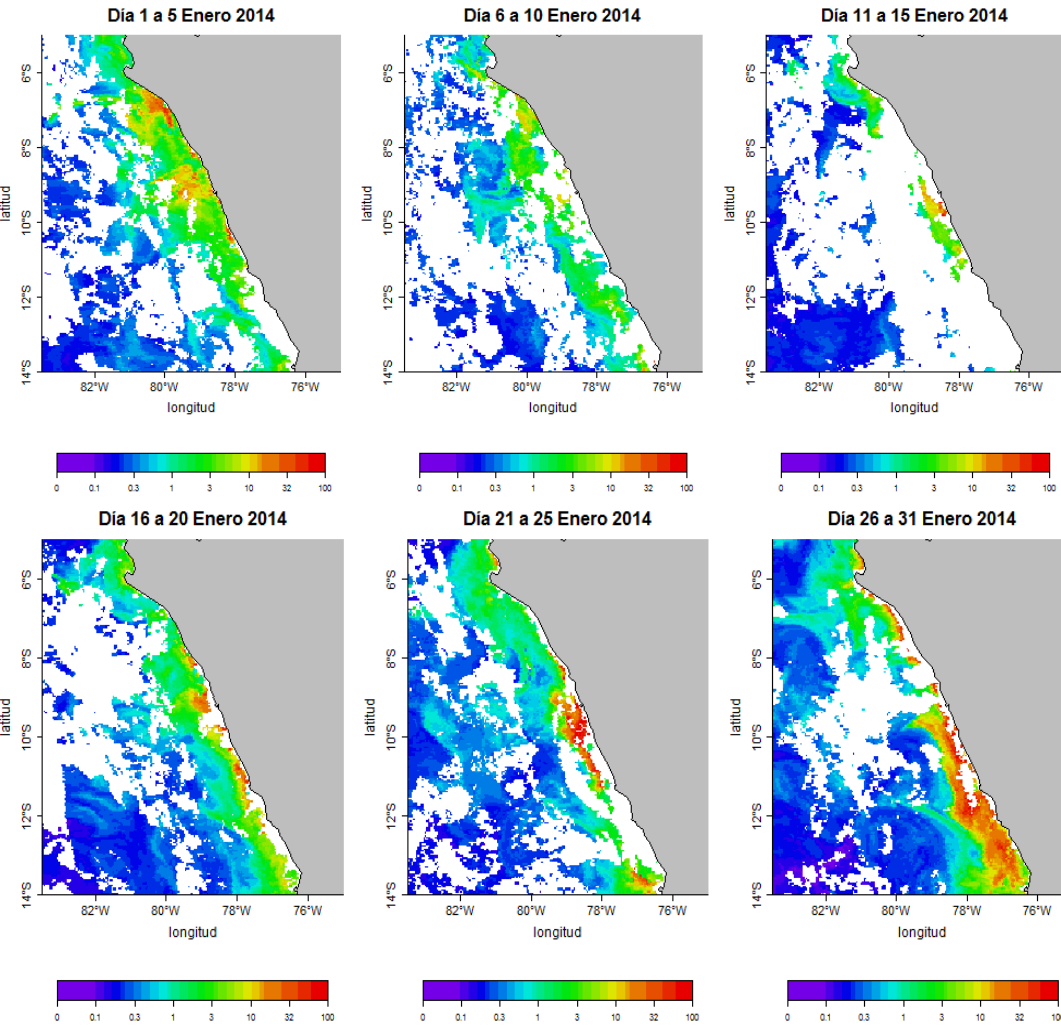 Día 1 a 5 Enero 2014
Día 6 a 10 Enero 2014
Día 11 a 15 Enero 2014
6°S
8°S
10°S
12°S
14°S
latitud
82°W 80°W 78°W 76°W
longitud
6°S
8°S
10°S
12°S
14°S
latitud
82°W 80°W 78°W 76°W
longitud
6°S
8°S
10°S
12°S
14°S
latitud
82°W 80°W 78°W 76°W
longitud
0 0.1 0.3 1 3 10 32 100
0 0.1 0.3 1 3 10 32 100
0 0.1 0.3 1 3 10 32 100
Día 16 a 20 Enero 2014
Día 21 a 25 Enero 2014
Día 26 a 31 Enero 2014
6°S
8°S
10°S
12°S
14°S
latitud
82°W 80°W 78°W 76°W
longitud
6°S
8°S
10°S
12°S
14°S
latitud
82°W 80°W 78°W 76°W
longitud
6°S
8°S
10°S
12°S
14°S
latitud
82°W 80°W 78°W 76°W
longitud
0 0.1 0.3 1 3 10 32 100
0 0.1 0.3 1 3 10 32 100
0 0.1 0.3 1 3 10 32 10